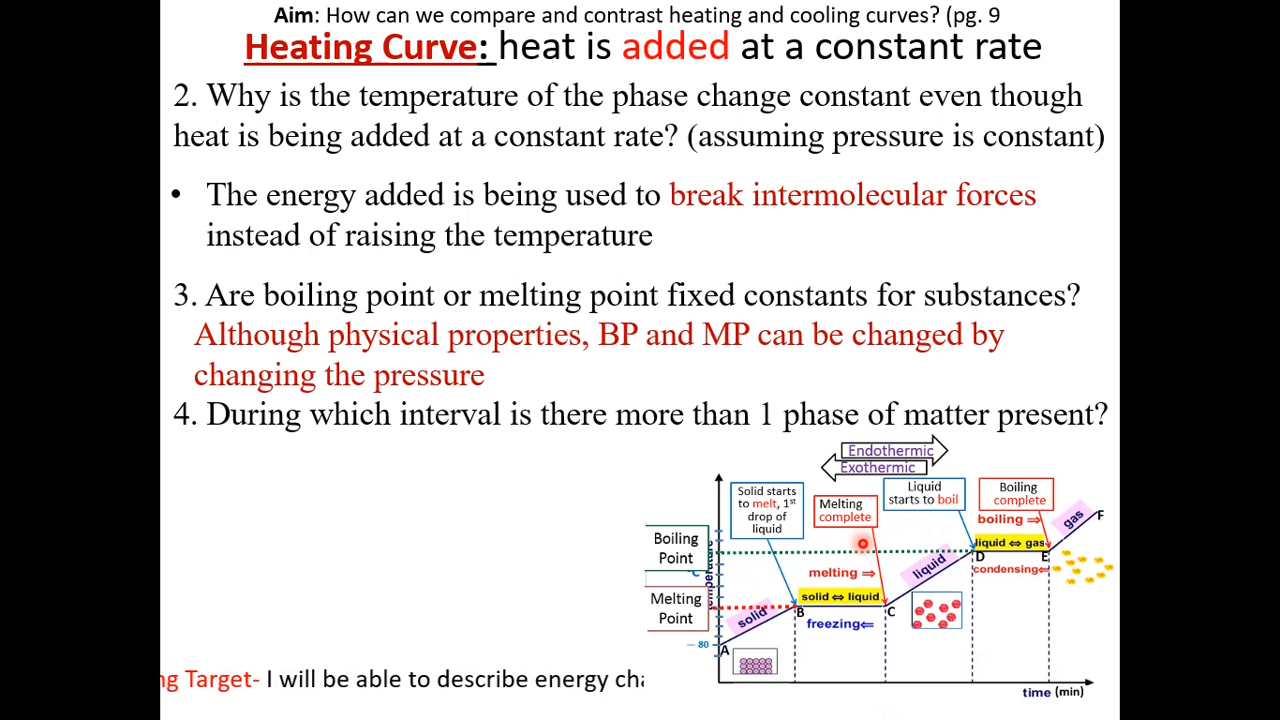 Aim: How can we compare and contrast heating and cooling curves? (pg. 9
Heating Curve: heat is added at a constant rate
2. Why is the temperature of the phase change constant even though
heat is being added at a constant rate? (assuming pressure is constant)
• The energy added is being used to break intermolecular forces
instead of raising the temperature
3. Are boiling point or melting point fixed constants for substances?
Although physical properties, BP and MP can be changed by
changing the pressure
4. During which interval is there more than 1 phase of matter present?
Endothermic
Exothermic
Solid starts
to melt, 1st
drop of
liquid
Melting
complete
Liquid
starts to boil
Boiling
complete
boiling ⇒
gas
F
Boiling
Point
liquid ⇔ gas
D
E
condensing⇐
liquid
melting ⇒
Melting
Point
solid ⇔ liquid
B
C
solid
freezing⇐
– 80
A
ng Target- I will be able to describe energy cha
time (min)